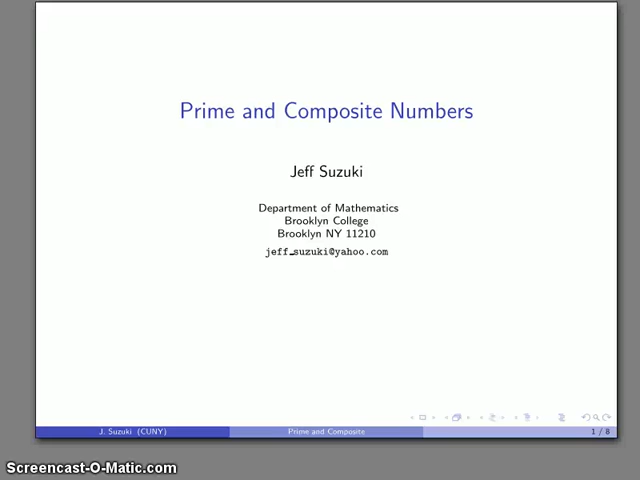 Prime and Composite Numbers
Jeff Suzuki
Department of Mathematics
Brooklyn College
Brooklyn NY 11210
jeff_suzuki@yahoo.com
J. Suzuki (CUNY) Prime and Composite 1 / 8
Screencast-O-Matic.com